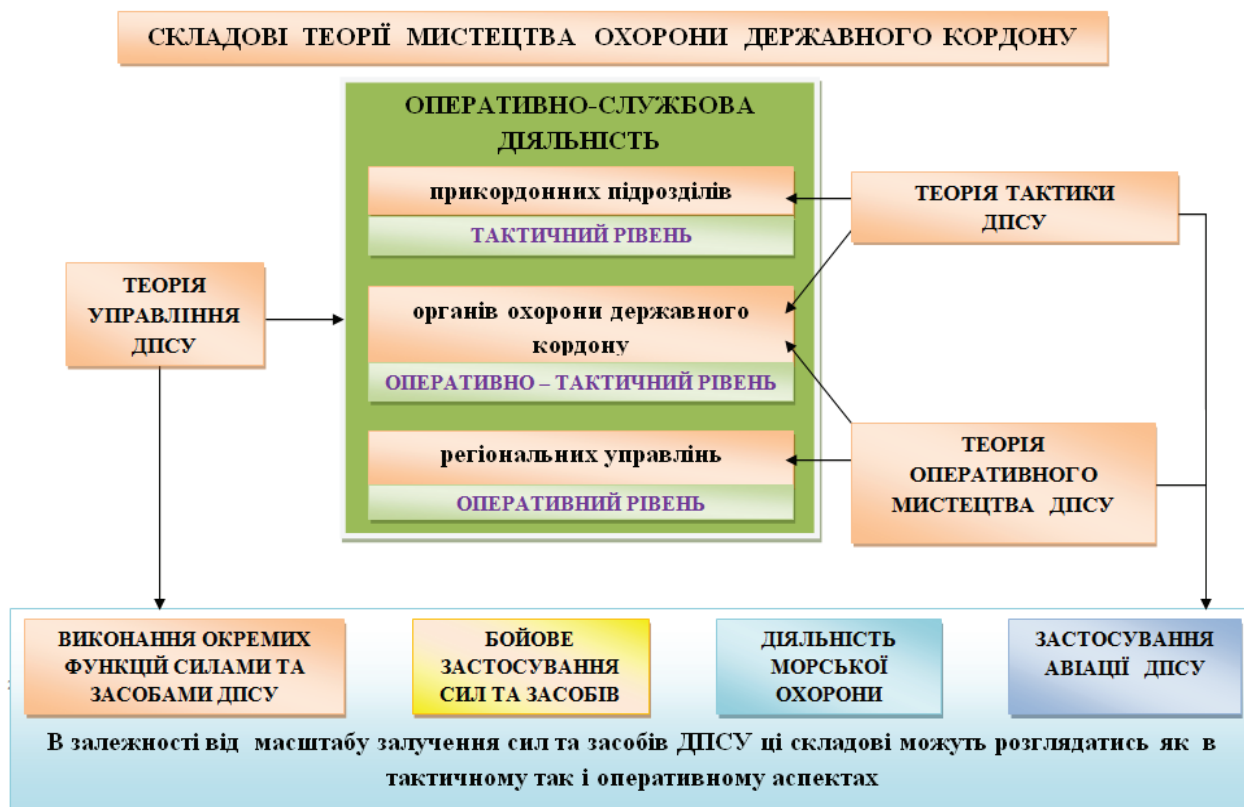 СКЛАДОВІ ТЕОРІЇ МИСТЕЦТВА ОХОРОНИ ДЕРЖАВНОГО КОРДОНУ
ОПЕРАТИВНО-СЛУЖБОВА
ДІЯЛЬНІСТЬ
прикордонних підрозділів
ТАКТИЧНИЙ РІВЕНЬ
органів охорони державного
кордону
ОПЕРАТИВНО – ТАКТИЧНИЙ РІВЕНЬ
регіональних управлінь
ОПЕРАТИВНИЙ РІВЕНЬ
ТЕОРІЯ
УПРАВЛІННЯ
ДПСУ
ТЕОРІЯ ТАКТИКИ
ДПСУ
ТЕОРІЯ
ОПЕРАТИВНОГО
МИСТЕЦТВА ДПСУ
ВИКОНАННЯ ОКРЕМИХ
ФУНКЦІЙ СИЛАМИ ТА
ЗАСОБАМИ ДПСУ
БОЙОВЕ
ЗАСТОСУВАННЯ
СИЛ ТА ЗАСОБІВ
ДІЯЛЬНІСТЬ
МОРСЬКОЇ
ОХОРОНИ
ЗАСТОСУВАННЯ
АВІАЦІЇ ДПСУ
В залежності від масштабу залучення сил та засобів ДПСУ ці складові можуть розглядатись як в
тактичному так і оперативному аспектах